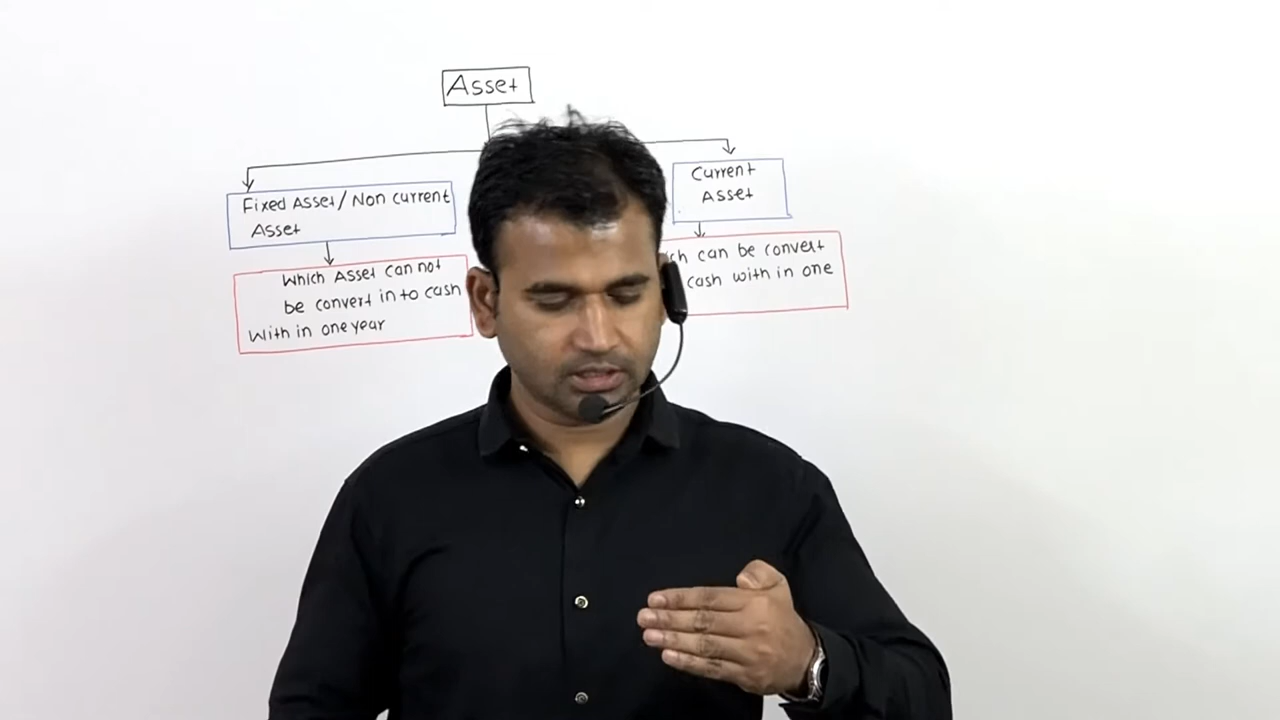 Asset
Fixed Asset/ Non current
Asset
Which Asset can not
be convert in to cash
With in one year
Current
Asset
can be convert
cash with in one